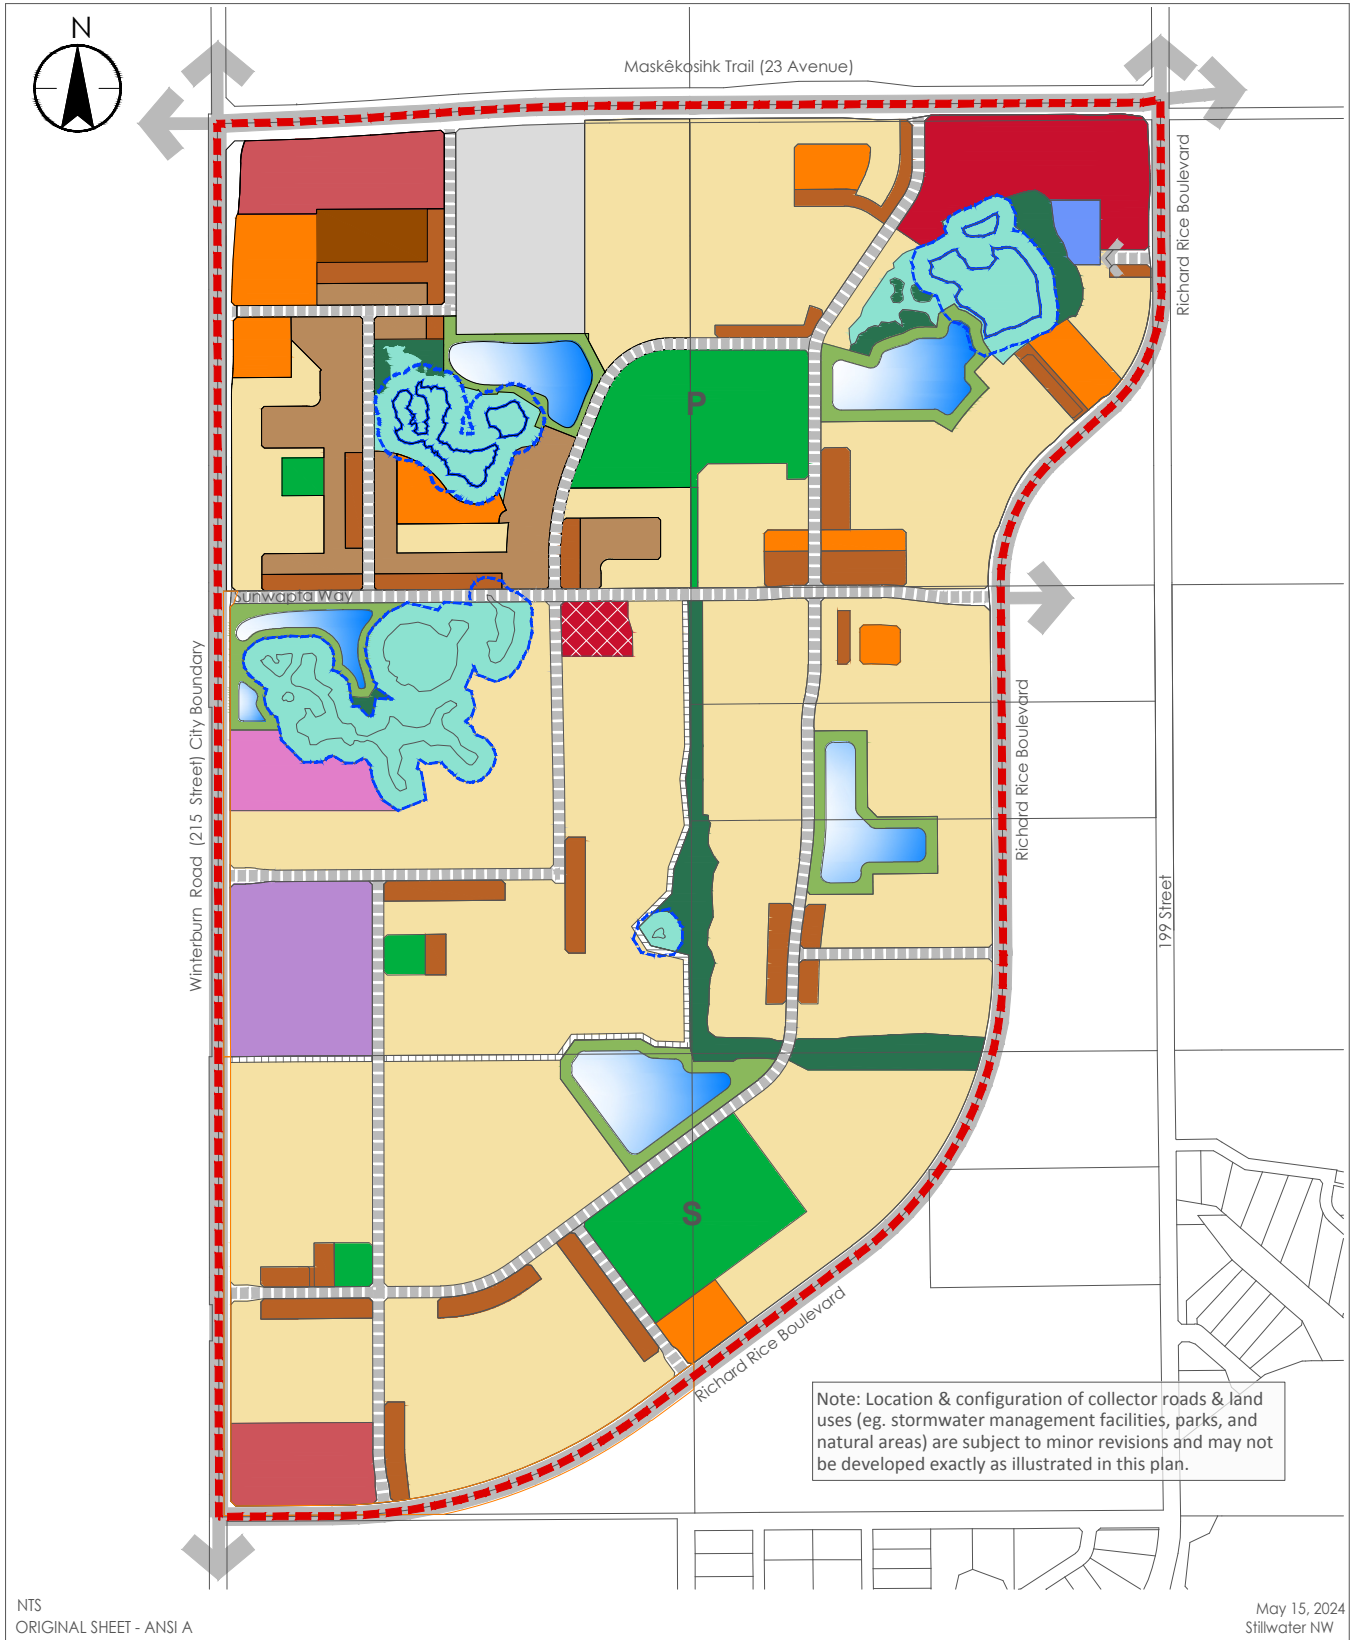 N
Maskêkosihk Trail (23 Avenue)
Richard Rice Boulevard
P
Sunwapta Way
Winterburn Road (215 Street) City Boundary
Richard Rice Boulevard
199 Street
S
Richard Rice Boulevard
Note: Location & configuration of collector roads & land
uses (eg. stormwater management facilities, parks, and
natural areas) are subject to minor revisions and may not
be developed exactly as illustrated in this plan.
NTS
ORIGINAL SHEET - ANSI A
May 15, 2024
Stillwater NW